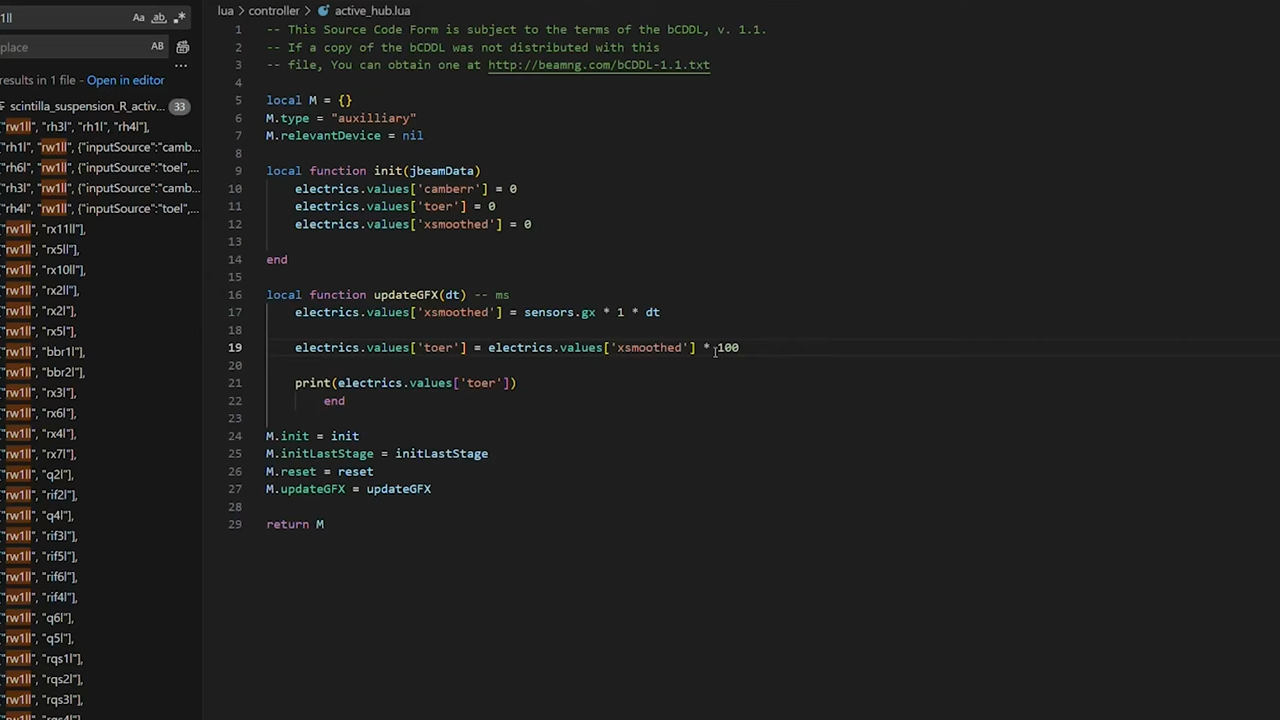 1ll Aa ab .*
place AB
results in 1 file - Open in editor
scintilla_suspension_R_activ... 33
"rw1ll", "rh3l", "rh1l", "rh4l"],
"rh1l", "rw1ll", {"inputSource":"camb...
"rh6l", "rw1ll", {"inputSource":"toel",...
"rh3l", "rw1ll", {"inputSource":"camb...
"rh4l", "rw1ll", {"inputSource":"toel",...
"rw1ll", "rx11ll"],
"rw1ll", "rx5ll"],
"rw1ll", "rx10ll"],
"rw1ll", "rx2ll"],
"rw1ll", "rx2l"],
"rw1ll", "rx5l"],
"rw1ll", "bbr1l"],
"rw1ll", "bbr2l"],
"rw1ll", "rx3l"],
"rw1ll", "rx6l"],
"rw1ll", "rx4l"],
"rw1ll", "rx7l"],
"rw1ll", "q2l"],
"rw1ll", "rif2l"],
"rw1ll", "q4l"],
"rw1ll", "rif3l"],
"rw1ll", "rif5l"],
"rw1ll", "rif6l"],
"rw1ll", "rif4l"],
"rw1ll", "q6l"],
"rw1ll", "q5l"],
"rw1ll", "rqs1l"],
"rw1ll", "rqs2l"],
"rw1ll", "rqs3l"],
lua > controller > active_hub.lua
1 -- This Source Code Form is subject to the terms of the bCDDL, v. 1.1.
2 -- If a copy of the bCDDL was not distributed with this
3 -- file, You can obtain one at http://beamng.com/bCDDL-1.1.txt
4
5 local M = {}
6 M.type = "auxilliary"
7 M.relevantDevice = nil
8
9 local function init(jbeamData)
10 electrics.values['camberr'] = 0
11 electrics.values['toer'] = 0
12 electrics.values['xsmoothed'] = 0
13
14 end
15
16 local function updateGFX(dt) -- ms
17 electrics.values['xsmoothed'] = sensors.gx * 1 * dt
18
19 electrics.values['toer'] = electrics.values['xsmoothed'] * 100
20
21 print(electrics.values['toer'])
22 end
23
24 M.init = init
25 M.initLastStage = initLastStage
26 M.reset = reset
27 M.updateGFX = updateGFX
28
29 return M